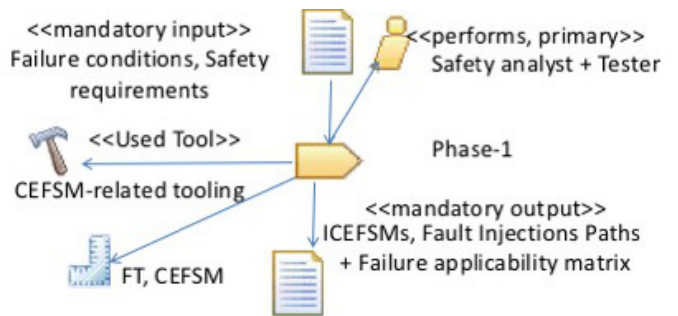 <<mandatory input>>
Failure conditions, Safety
requirements
<<performs, primary>>
Safety analyst + Tester
<<Used Tool>>
CEFSM-related tooling
Phase-1
<<mandatory output>>
ICEFSMs, Fault Injections Paths
+ Failure applicability matrix
FT, CEFSM